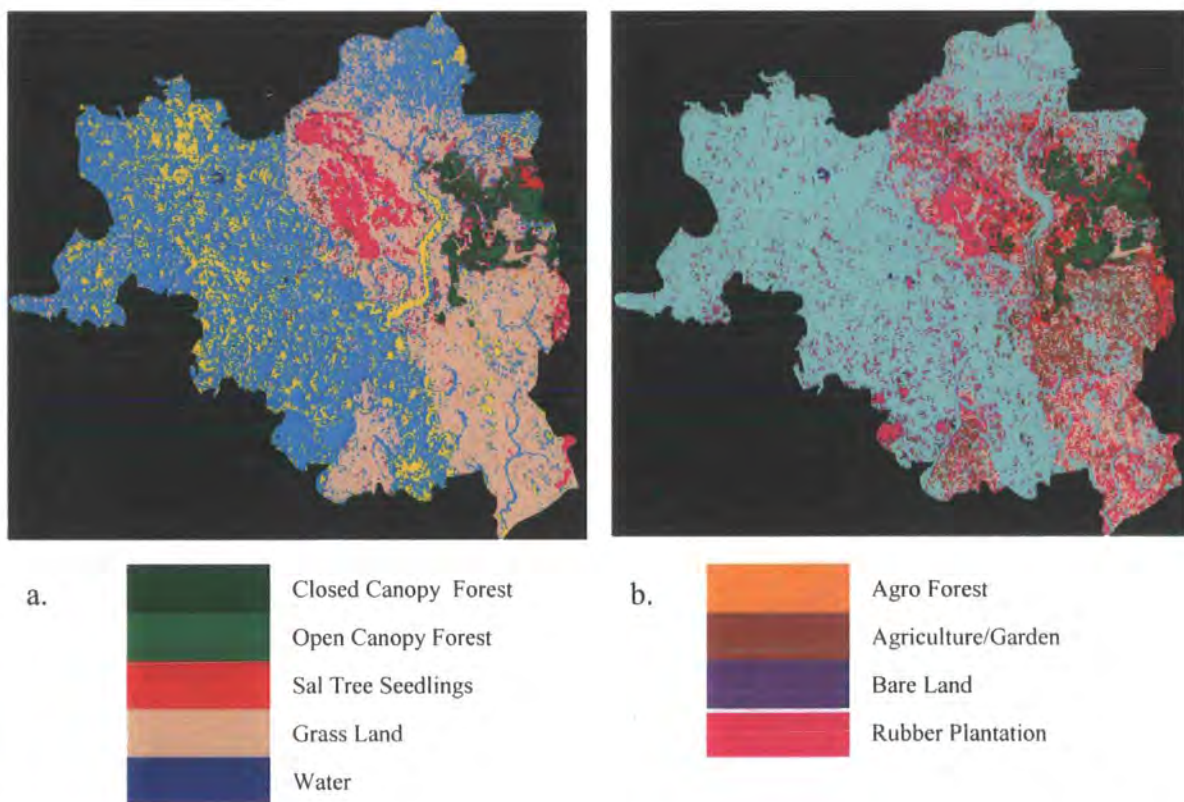 a.
Closed Canopy Forest
Open Canopy Forest
Sal Tree Seedlings
Grass Land
Water
b.
Agro Forest
Agriculture/Garden
Bare Land
Rubber Plantation